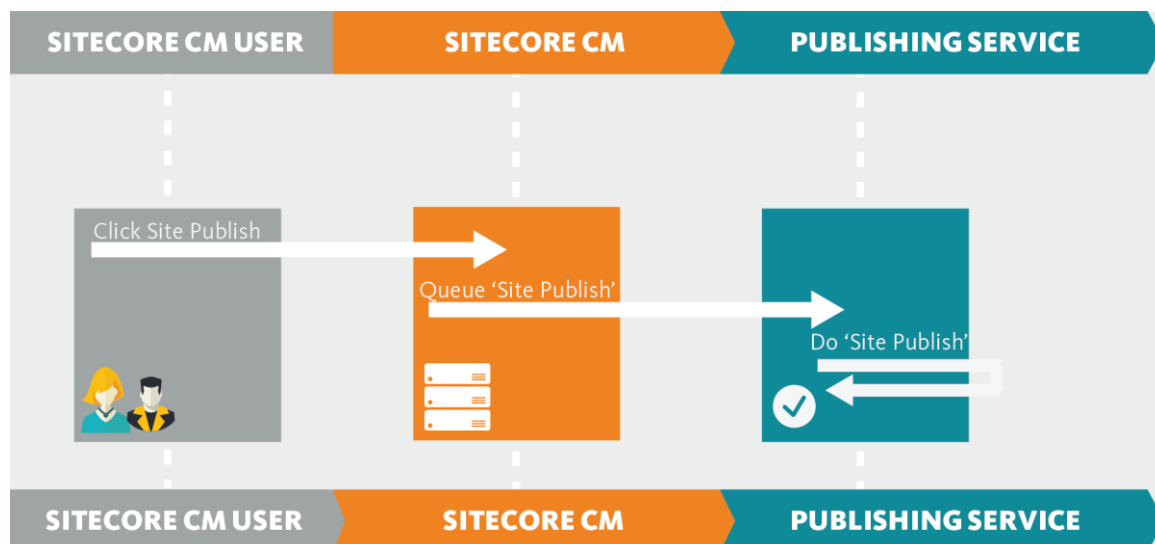 SITECORE CM USER
SITECORE CM
PUBLISHING SERVICE
Click Site Publish
Queue ‘Site Publish’
Do ‘Site Publish’
SITECORE CM USER
SITECORE CM
PUBLISHING SERVICE